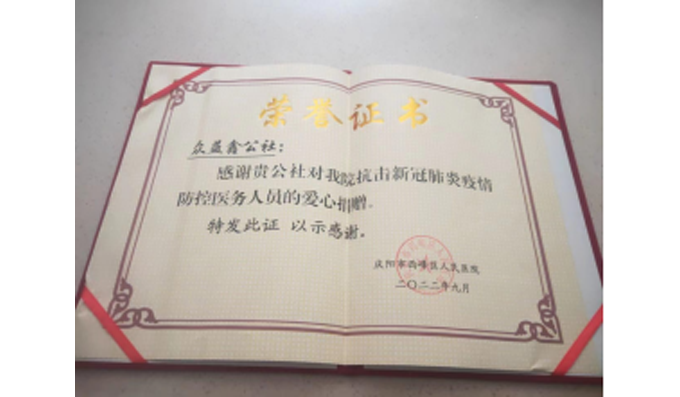 荣誉证书
众益鑫公社：
感谢贵公社对我院抗击新冠肺炎疫情
防控医务人员的爱心捐赠。
特发此证 以示感谢。
庆阳市西峰区人民医院
二〇二二年九月